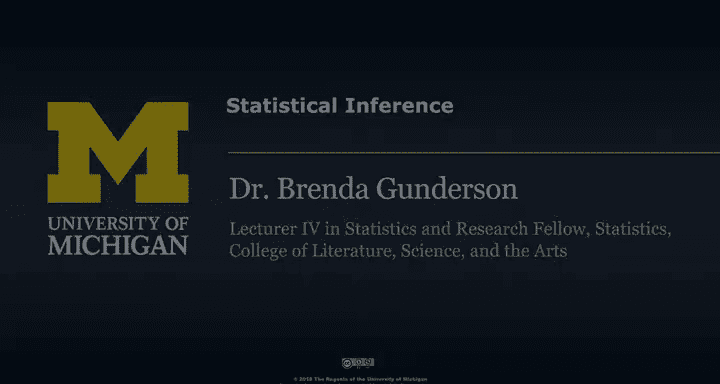 Statistical Inference
Dr. Brenda Gunderson
Lecturer IV in Statistics and Research Fellow, Statistics,
College of Literature, Science, and the Arts
M
UNIVERSITY OF
MICHIGAN
© 2018 The Regents of the University of Michigan